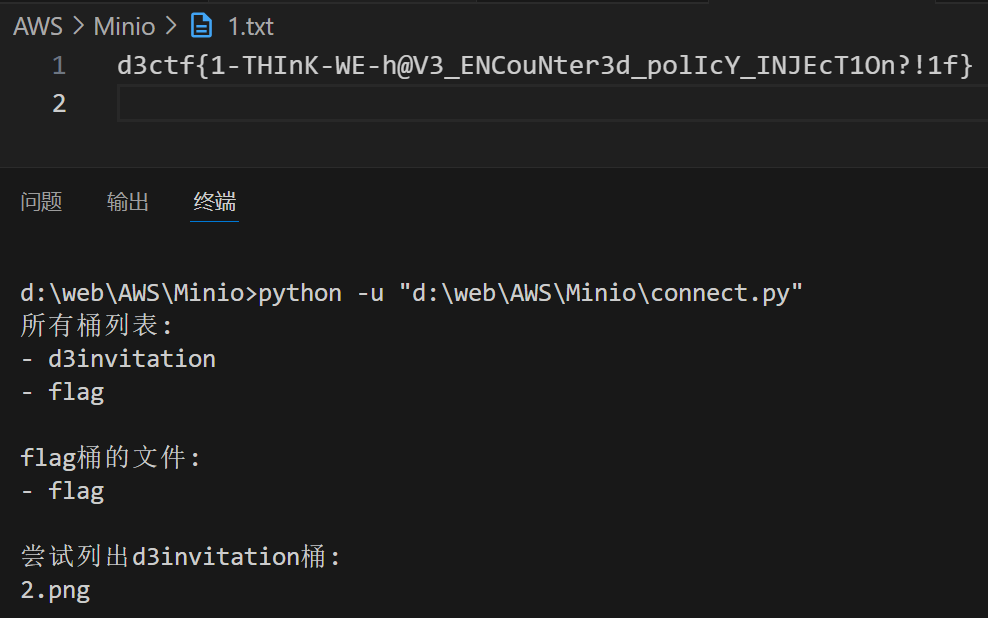 AWS > Minio > 1.txt
1 d3ctf{1-THInK-WE-h@V3_ENCouNter3d_polIcY_INJEcT1On?!1f}
2
问题 输出 终端
d:\web\AWS\Minio>python -u "d:\web\AWS\Minio\connect.py"
所有桶列表:
- d3invitation
- flag
flag桶的文件:
- flag
尝试列出d3invitation桶:
2.png